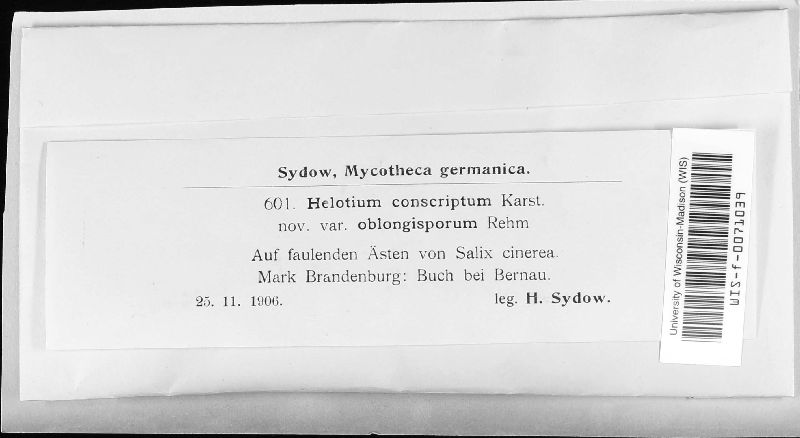 Sydow, Mycotheca germanica.
601. Helotium conscriptum Karst.
nov. var. oblongisporum Rehm
Auf faulenden Ästen von Salix cinerea.
Mark Brandenburg: Buch bei Bernau.
25. 11. 1906. leg. H. Sydow.
University of Wisconsin-Madison (WIS)
WIS-f-0071039